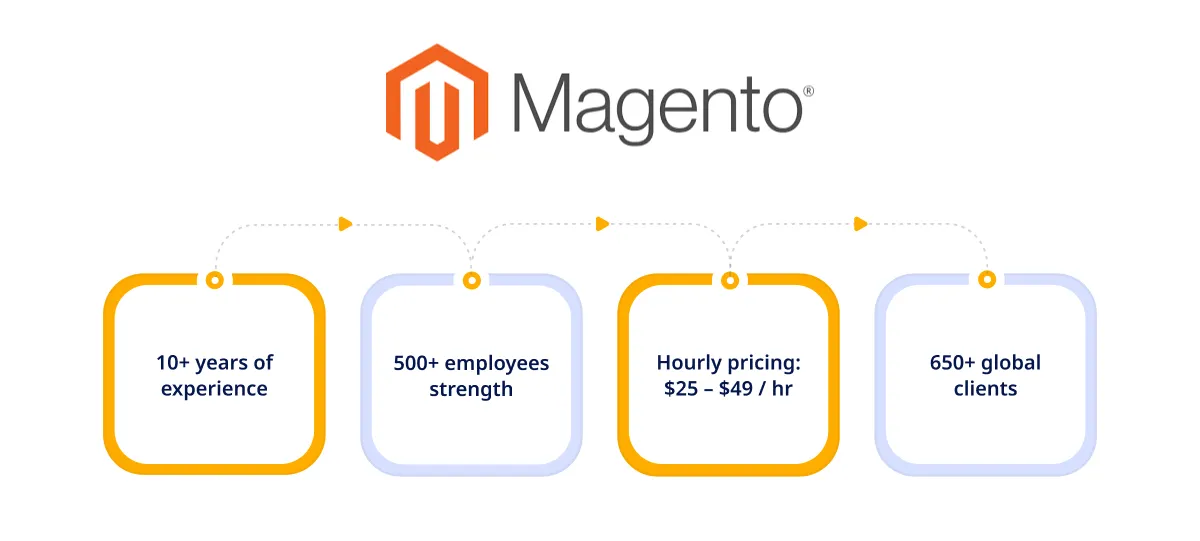 Magento®
10+ years of
experience
500+ employees
strength
Hourly pricing:
$25 – $49 / hr
650+ global
clients